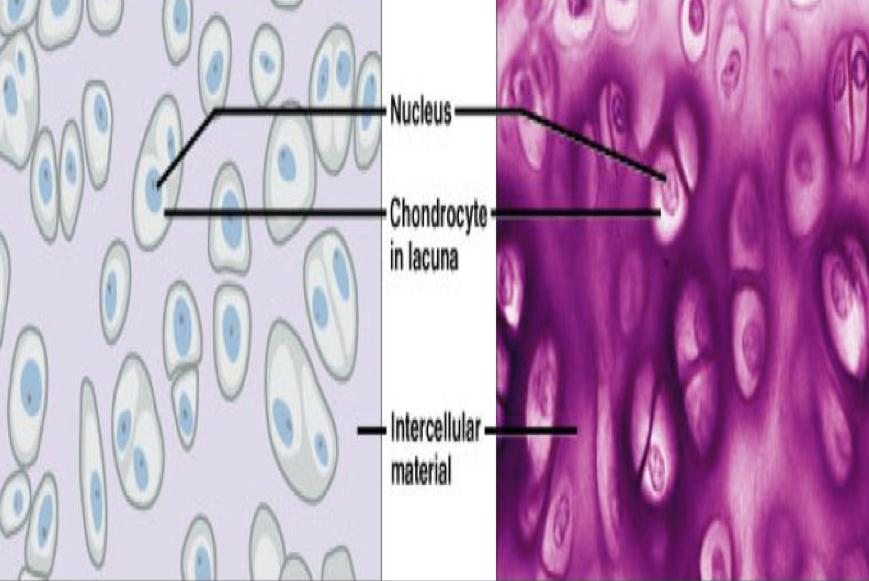 Nucleus
Chondrocyte
in lacuna
Intercellular
material